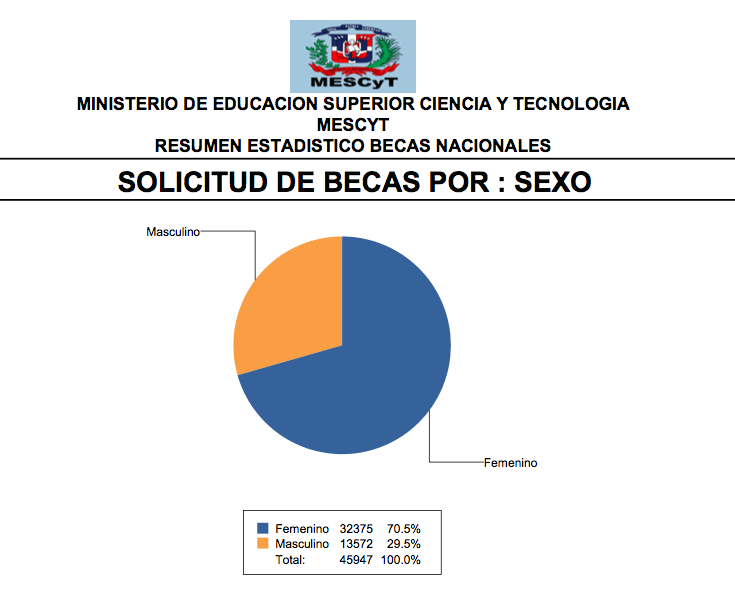 MESCyT
MINISTERIO DE EDUCACION SUPERIOR CIENCIA Y TECNOLOGIA
MESCYT
RESUMEN ESTADISTICO BECAS NACIONALES
SOLICITUD DE BECAS POR : SEXO
Masculino
Femenino
Femenino 32375 70.5%
Masculino 13572 29.5%
Total: 45947 100.0%